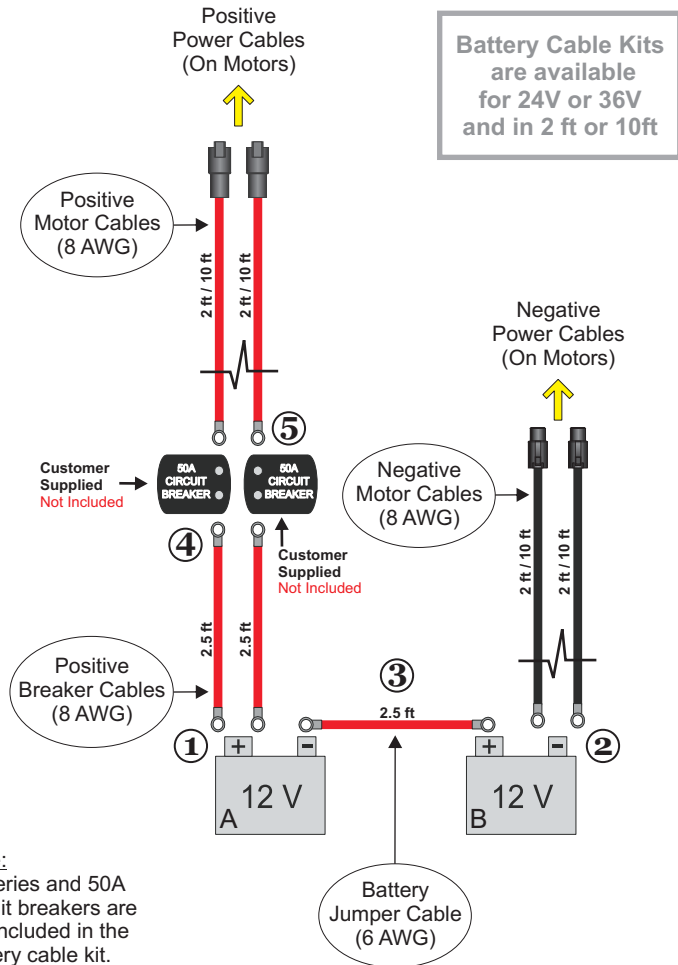 Positive
Power Cables
(On Motors)
Battery Cable Kits
are available
for 24V or 36V
and in 2 ft or 10ft
Positive
Motor Cables
(8 AWG)
2 ft / 10 ft
2 ft / 10 ft
Negative
Power Cables
(On Motors)
5
Customer
Supplied
Not Included
50A
CIRCUIT
BREAKER
50A
CIRCUIT
BREAKER
Negative
Motor Cables
(8 AWG)
4
Customer
Supplied
Not Included
2 ft / 10 ft
2 ft / 10 ft
2.5 ft
2.5 ft
Positive
Breaker Cables
(8 AWG)
3
2.5 ft
1
+
-
+
-
2
12 V
A
12 V
B
Battery
Jumper Cable
(6 AWG)
:
eries and 50A
it breakers are
ncluded in the
ery cable kit.